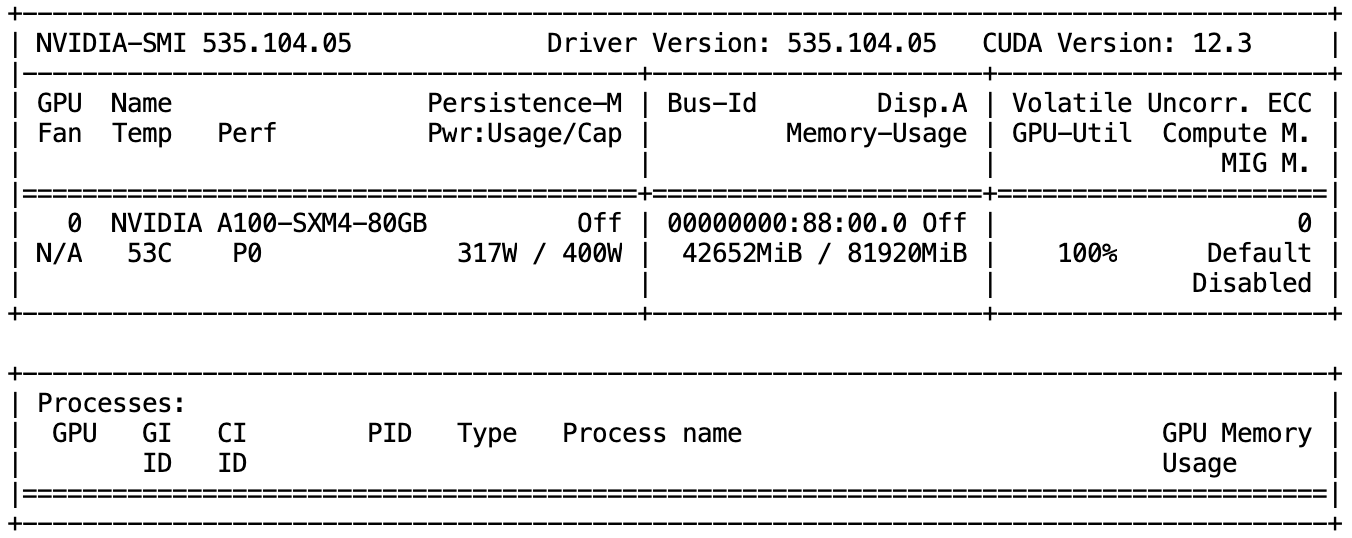 +-----------------------------------------------------------------------------------------+
| NVIDIA-SMI 535.104.05             Driver Version: 535.104.05   CUDA Version: 12.3     |
|-----------------------------------------+----------------------+----------------------+
| GPU  Name                 Persistence-M | Bus-Id        Disp.A | Volatile Uncorr. ECC |
| Fan  Temp   Perf          Pwr:Usage/Cap |         Memory-Usage | GPU-Util  Compute M. |
|                                         |                      |               MIG M. |
|=========================================+======================+======================|
|   0  NVIDIA A100-SXM4-80GB          Off | 00000000:88:00.0 Off |                    0 |
| N/A   53C    P0            317W / 400W | 42652MiB / 81920MiB |    100%      Default |
|                                         |                      |             Disabled |
+-----------------------------------------+----------------------+----------------------+
+-----------------------------------------------------------------------------------------+
| Processes:                                                                            |
|  GPU   GI   CI        PID   Type   Process name                            GPU Memory |
|        ID   ID                                                             Usage      |
|=======================================================================================|
+-----------------------------------------------------------------------------------------+